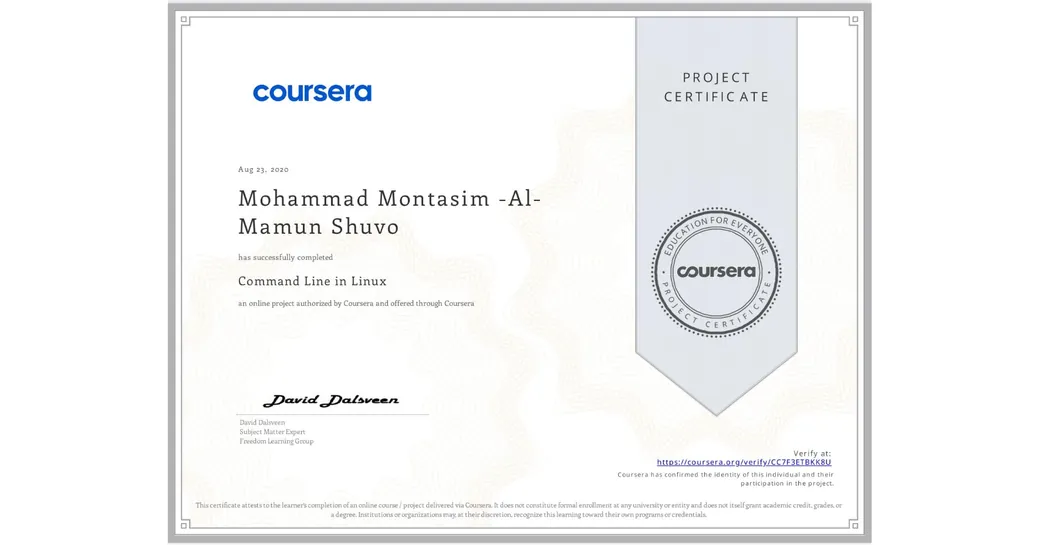 PROJECT
CERTIFICATE
coursera
Aug 23, 2020
Mohammad Montasim -Al-
Mamun Shuvo
has successfully completed
Command Line in Linux
an online project authorized by Coursera and offered through Coursera
EDUCATION FOR EVERYONE
coursera
PROJECT CERTIFICATE
David Dalsveen
David Dalsveen
Subject Matter Expert
Freedom Learning Group
Verify at:
https://coursera.org/verify/CC7F3ETBKK8U
Coursera has confirmed the identity of this individual and their
participation in the project.
This certificate attests to the learner's completion of an online course / project delivered via Coursera. It does not constitute formal enrollment at any university or entity and does not itself grant academic credit, grades, or
a degree. Institutions or organizations may, at their discretion, recognize this learning toward their own programs or credentials.